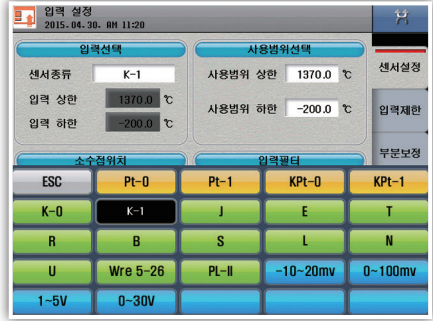 입력 설정
2015.04.30. AM 11:20
입력선택
사용범위선택
센서종류 K-1
사용범위 상한 1370.0 ℃
센서설정
입력 상한 1370.0 ℃
사용범위 하한 -200.0 ℃
입력제한
입력 하한 -200.0 ℃
부분보정
소수점위치
입력필터
ESC Pt-0 Pt-1 KPt-0 KPt-1
K-0 K-1 J E T
R B S L N
U Wre 5-26 PL-II -10~20mv 0~100mv
1~5V 0~30V